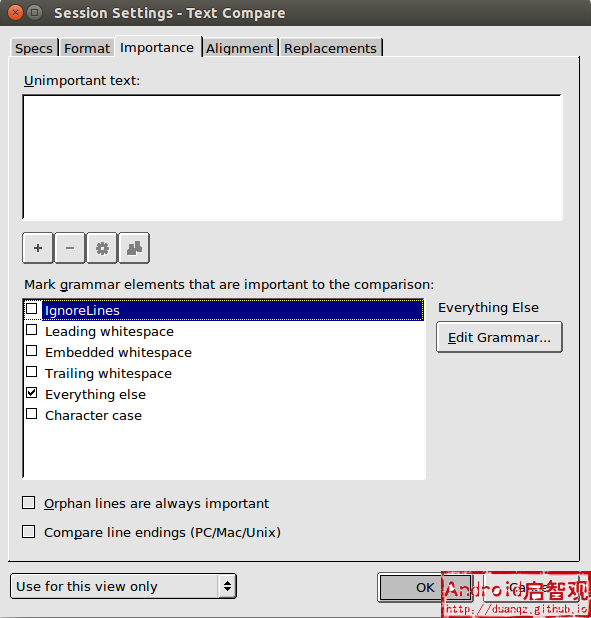 Session Settings - Text Compare
Specs Format Importance Alignment Replacements
Unimportant text:
+ −
Mark grammar elements that are important to the comparison:
IgnoreLines
Everything Else
Leading whitespace
Edit Grammar...
Embedded whitespace
Trailing whitespace
Everything else
Character case
Orphan lines are always important
Compare line endings (PC/Mac/Unix)
Use for this view only
OK
Android启智观
http://duanqz.github.io